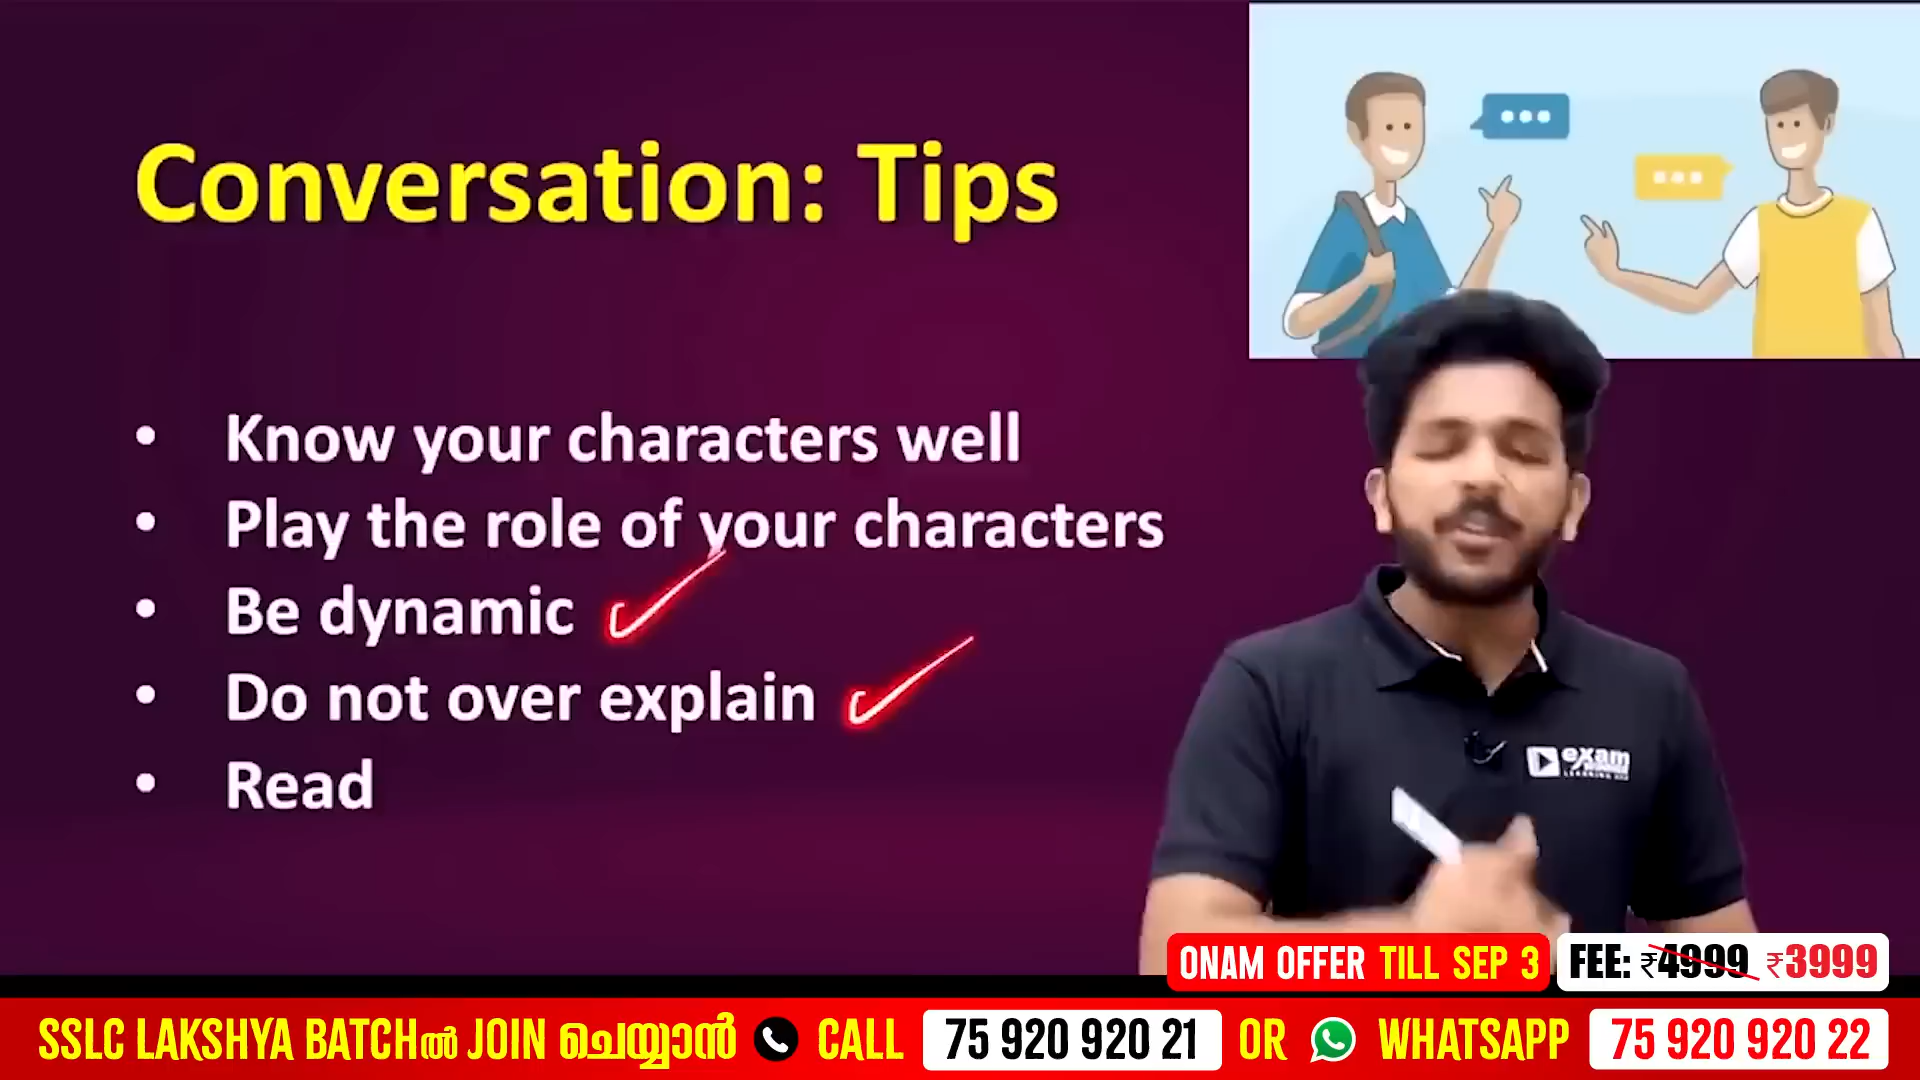 Conversation: Tips
• Know your characters well
• Play the role of your characters
• Be dynamic
• Do not over explain
• Read
exam
ONAM OFFER TILL SEP 3
FEE: ₹4999 ₹3999
SSLC LAKSHYA BATCHൽ JOIN ചെയ്യാൻ CALL 75 920 920 21 OR WHATSAPP 75 920 920 22